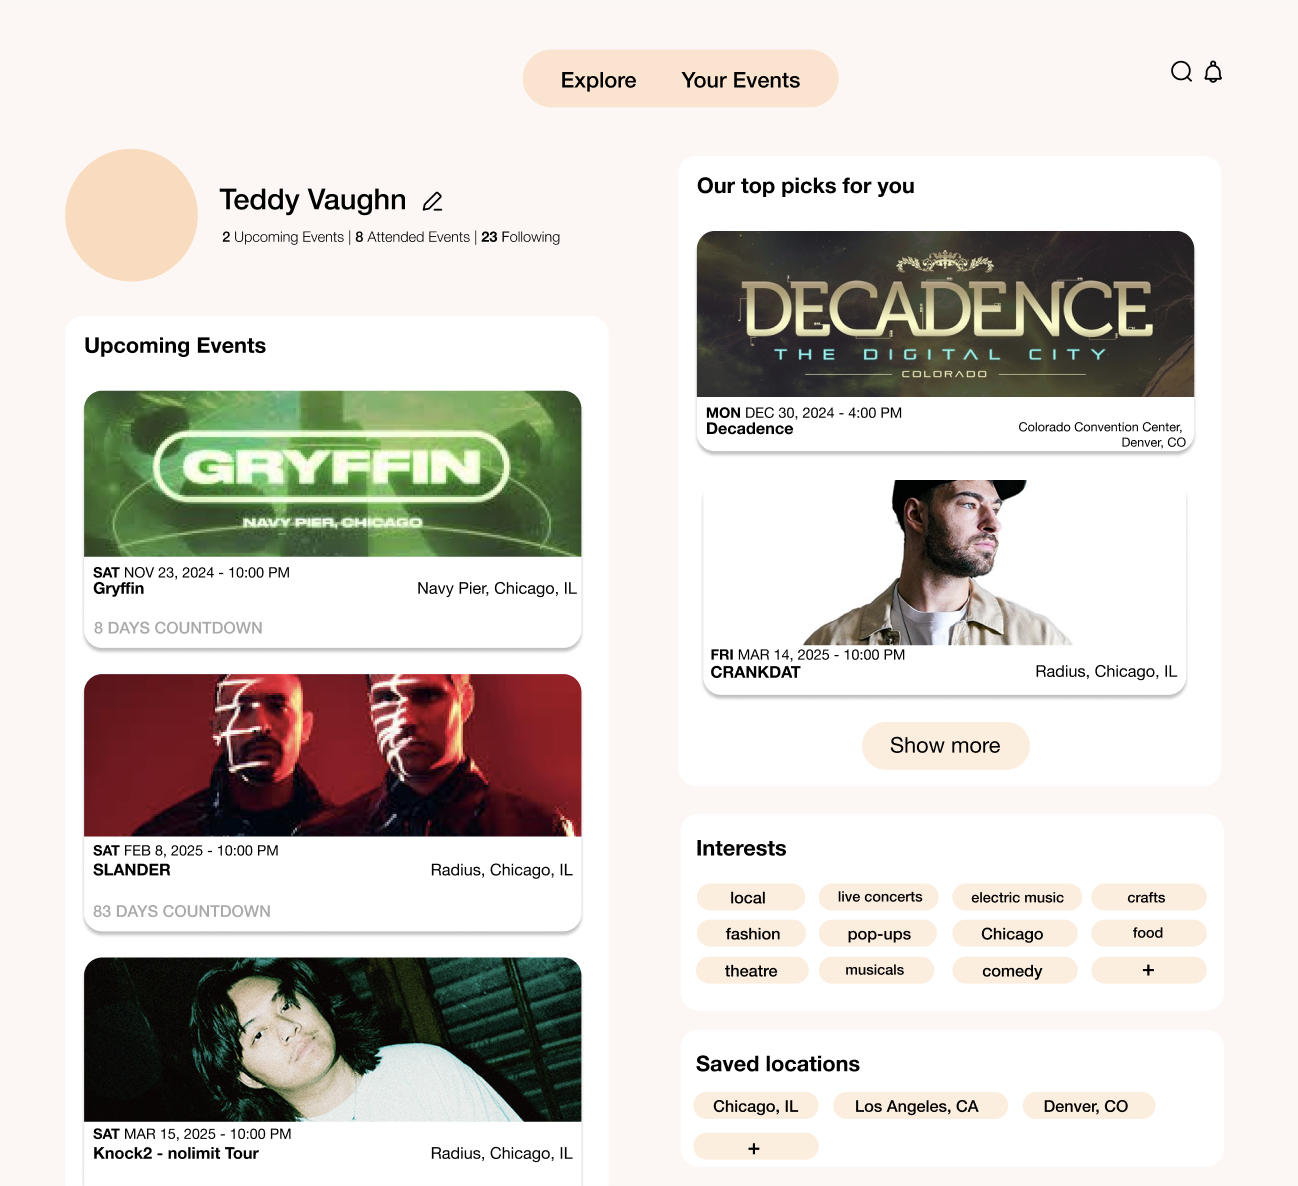 Explore
Your Events
Teddy Vaughn
2 Upcoming Events | 8 Attended Events | 23 Following
Upcoming Events
GRYFFIN
NAVY PIER, CHICAGO
SAT NOV 23, 2024 - 10:00 PM
Gryffin
Navy Pier, Chicago, IL
8 DAYS COUNTDOWN
SAT FEB 8, 2025 - 10:00 PM
SLANDER
Radius, Chicago, IL
83 DAYS COUNTDOWN
SAT MAR 15, 2025 - 10:00 PM
Knock2 - nolimit Tour
Radius, Chicago, IL
Our top picks for you
DECADENCE
THE DIGITAL CITY
COLORADO
MON DEC 30, 2024 - 4:00 PM
Decadence
Colorado Convention Center,
Denver, CO
FRI MAR 14, 2025 - 10:00 PM
CRANKDAT
Radius, Chicago, IL
Show more
Interests
local
live concerts
electric music
crafts
fashion
pop-ups
Chicago
food
theatre
musicals
comedy
+
Saved locations
Chicago, IL
Los Angeles, CA
Denver, CO
+